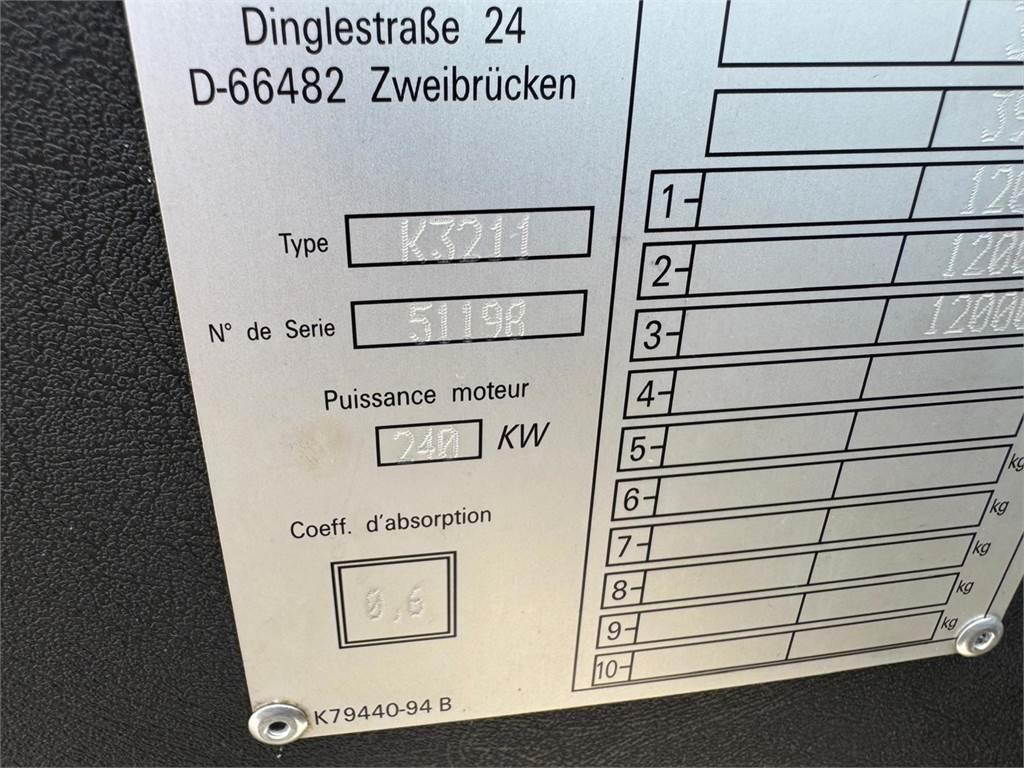 Dinglestraße 24
D-66482 Zweibrücken
Type K3211
N° de Serie 51198
Puissance moteur
240 KW
Coeff. d'absorption
0,6
K79440-94 B
1
2
3
4
5
6 kg
7 kg
8 kg
9 kg
10 kg